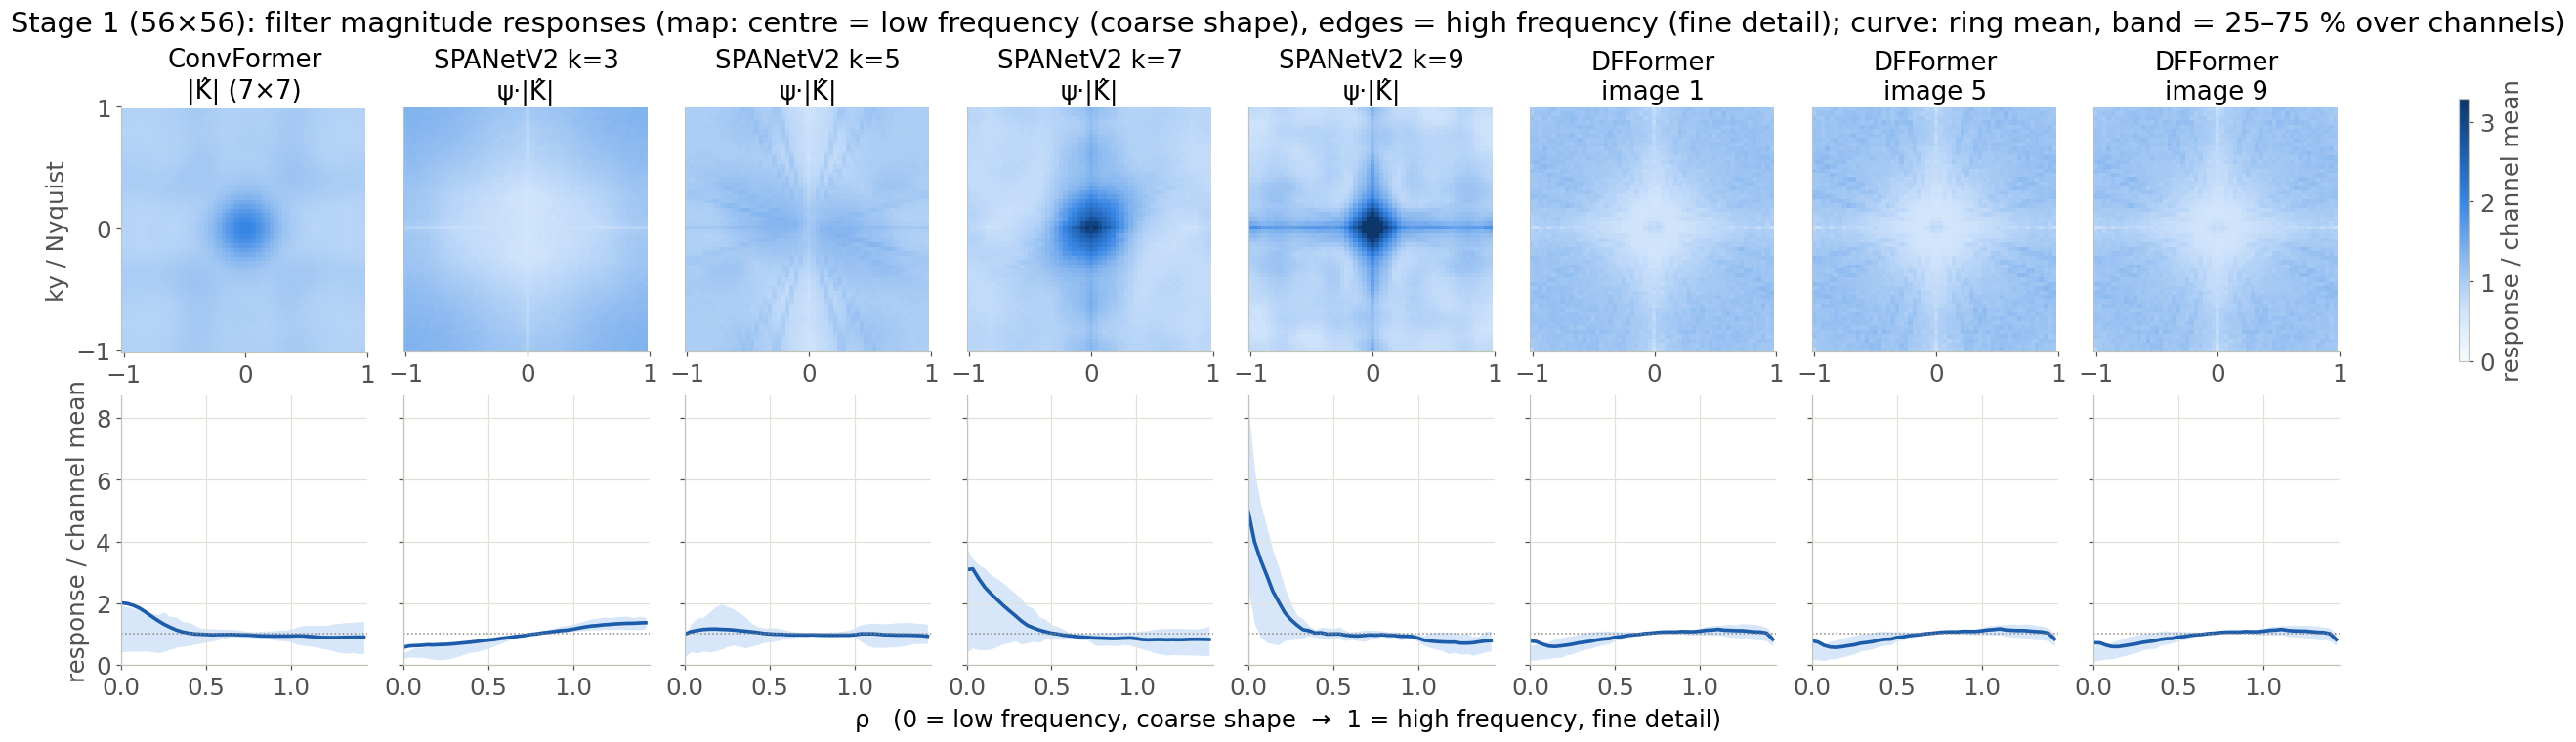 Stage 1 (56×56): filter magnitude responses (map: centre = low frequency (coarse shape), edges = high frequency (fine detail); curve: ring mean, band = 25–75 % over channels)
ConvFormer
|K̂| (7×7)
SPANetV2 k=3
ψ·|K̂|
SPANetV2 k=5
ψ·|K̂|
SPANetV2 k=7
ψ·|K̂|
SPANetV2 k=9
ψ·|K̂|
DFFormer
image 1
DFFormer
image 5
DFFormer
image 9
ky / Nyquist
1
0
−1
−1 0 1
−1 0 1
−1 0 1
−1 0 1
−1 0 1
−1 0 1
−1 0 1
−1 0 1
3
2
1
0
response / channel mean
response / channel mean
8
6
4
2
0
0.0 0.5 1.0
0.0 0.5 1.0
0.0 0.5 1.0
0.0 0.5 1.0
0.0 0.5 1.0
0.0 0.5 1.0
0.0 0.5 1.0
0.0 0.5 1.0
ρ (0 = low frequency, coarse shape → 1 = high frequency, fine detail)